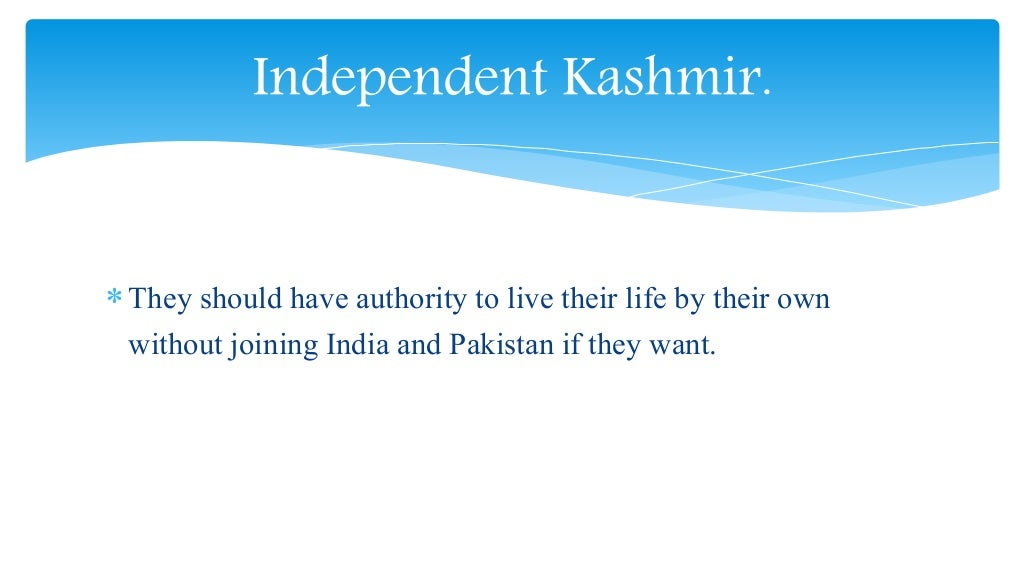 Independent Kashmir.
* They should have authority to live their life by their own
without joining India and Pakistan if they want.